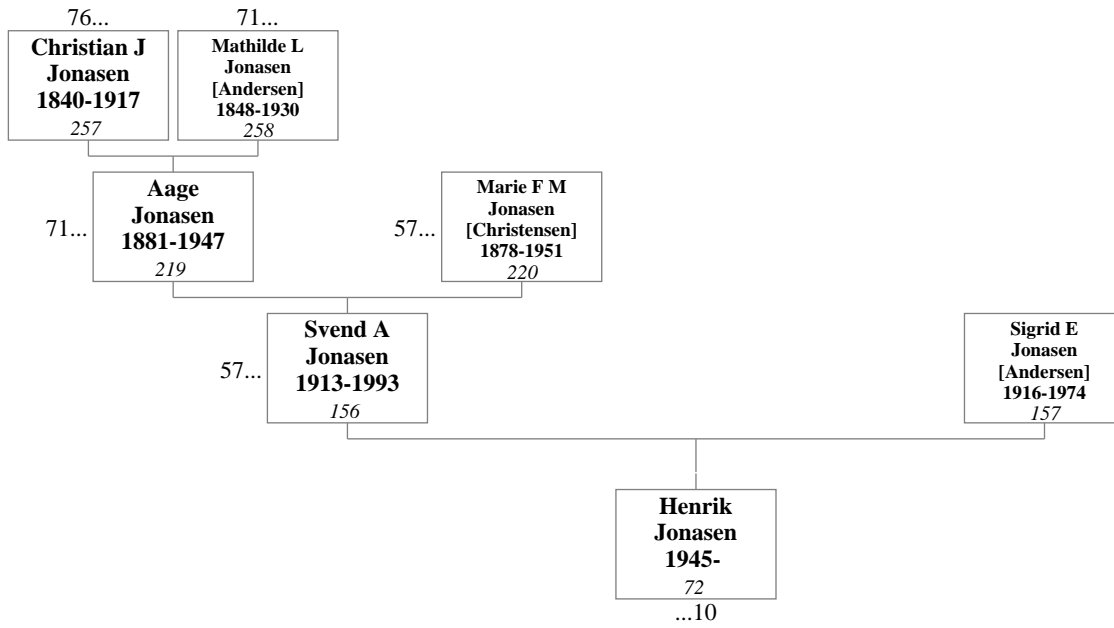 76...
71...
Christian J
Jonasen
1840-1917
257
Mathilde L
Jonasen
[Andersen]
1848-1930
258
71...
Aage
Jonasen
1881-1947
219
57...
Marie F M
Jonasen
[Christensen]
1878-1951
220
57...
Svend A
Jonasen
1913-1993
156
Sigrid E
Jonasen
[Andersen]
1916-1974
157
Henrik
Jonasen
1945-
72
...10